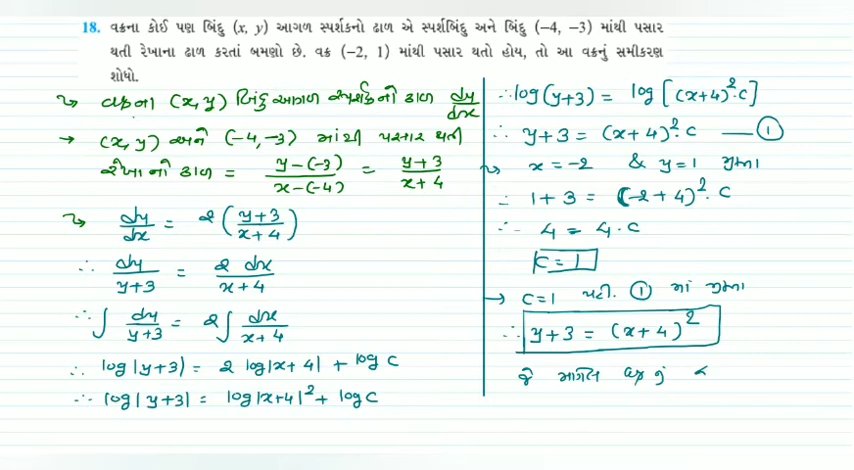 18. વક્રના કોઈ પણ બિંદુ (x, y) આગળ સ્પર્શકનો ઢાળ એ સ્પર્શબિંદુ અને બિંદુ (−4, −3) માંથી પસાર
થતી રેખાના ઢાળ કરતાં બમણો છે. વક્ર (−2, 1) માંથી પસાર થતો હોય, તો આ વક્રનું સમીકરણ
શોધો.
વક્રના (x, y) બિંદુ આગળ સ્પર્શકનો ઢાળ dy/dx
→ (x, y) અને (-4, -3) માંથી પસાર થતી
રેખાનો ઢાળ = y-(-3)/x-(-4) = y+3/x+4
dy/dx = 2 (y+3/x+4)
∴ dy/y+3 = 2 dx/x+4
∴ ∫ dy/y+3 = 2 ∫ dx/x+4
∴ log|y+3| = 2 log|x+4| + log c
∴ log|y+3| = log|x+4|² + log c
∴ log(y+3) = log[(x+4)²·c]
∴ y+3 = (x+4)²·c — ①
x = -2 & y = 1 મુકતા
∴ 1+3 = (-2+4)²·c
∴ 4 = 4·c
c = 1
→ c=1 ① માં મુકતા
∴ y+3 = (x+4)²
જે માગેલ વક્રનું